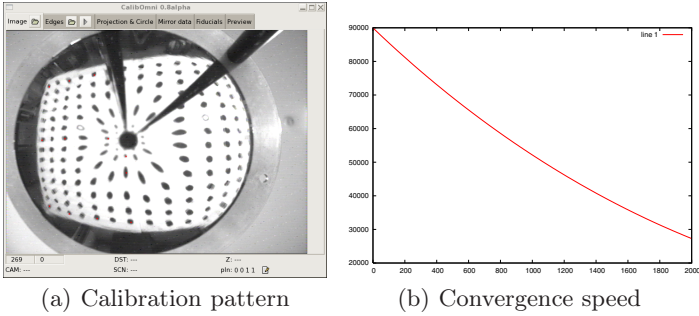 CalibOmni 0.8alpha
Image Edges Projection & Circle Mirror data Fiducials Preview
269 0 DST: --- Z: ---
CAM: --- SCN: --- pln: 0 0 1 1
(a) Calibration pattern
line 1
90000
80000
70000
60000
50000
40000
30000
20000
0 200 400 600 800 1000 1200 1400 1600 1800 2000
(b) Convergence speed